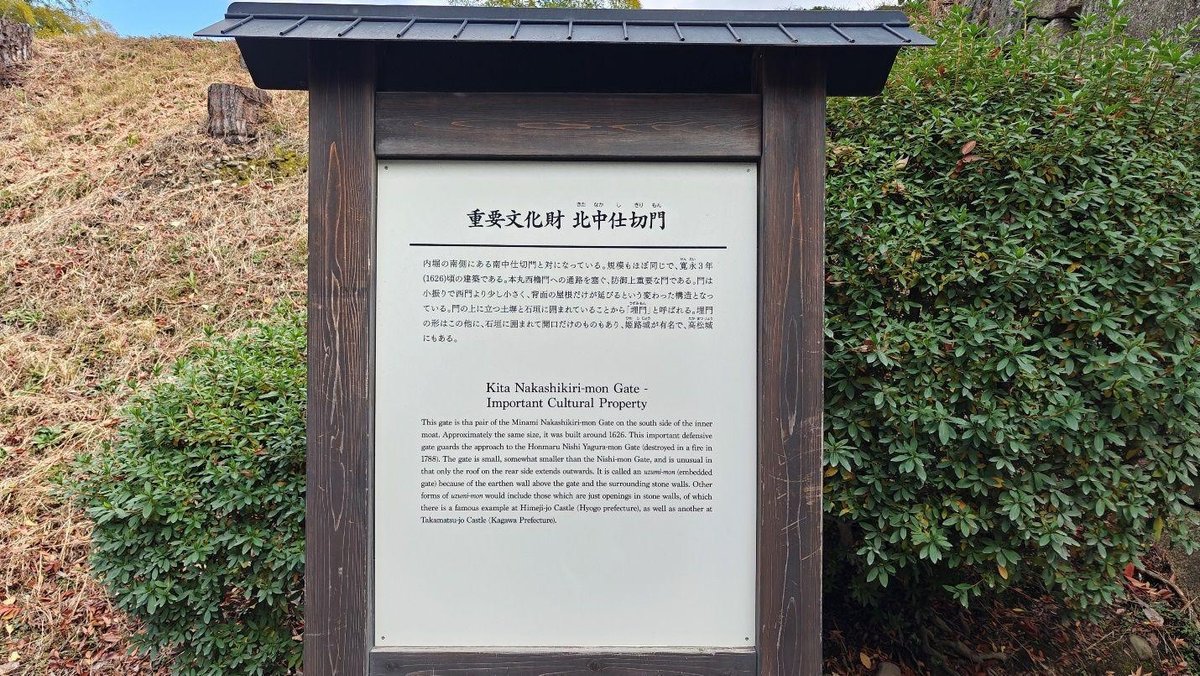 きた なか し きり もん
重要文化財 北中仕切門
内堀の南側にある南中仕切門と対になっている。規模もほぼ同じで、寛永3年
(1626)頃の建築である。本丸西櫓門への通路を塞ぐ、防御上重要な門である。門は
小振りで西門より少し小さく、背面の屋根だけが延びるという変わった構造となっ
ている。門の上に立つ土塀と石垣に囲まれていることから「埋門」と呼ばれる。埋門
の形はこの他に、石垣に囲まれて開口だけのものもあり、姫路城が有名で、高松城
にもある。
Kita Nakashikiri-mon Gate -
Important Cultural Property
This gate is tha pair of the Minami Nakashikiri-mon Gate on the south side of the inner
moat. Approximately the same size, it was built around 1626. This important defensive
gate guards the approach to the Honmaru Nishi Yagura-mon Gate (destroyed in a fire in
1788). The gate is small, somewhat smaller than the Nishi-mon Gate, and is unusual in
that only the roof on the rear side extends outwards. It is called an uzumi-mon (embedded
gate) because of the earthen wall above the gate and the surrounding stone walls. Other
forms of uzumi-mon would include those which are just openings in stone walls, of which
there is a famous example at Himeji-jo Castle (Hyogo prefecture), as well as another at
Takamatsu-jo Castle (Kagawa Prefecture).